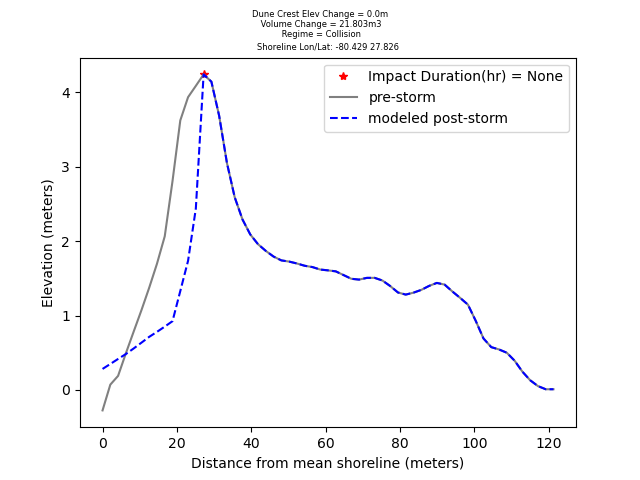 Dune Crest Elev Change = 0.0m
Volume Change = 21.803m3
Regime = Collision
Shoreline Lon/Lat: -80.429 27.826
Impact Duration(hr) = None
pre-storm
modeled post-storm
Elevation (meters)
4
3
2
1
0
0 20 40 60 80 100 120
Distance from mean shoreline (meters)